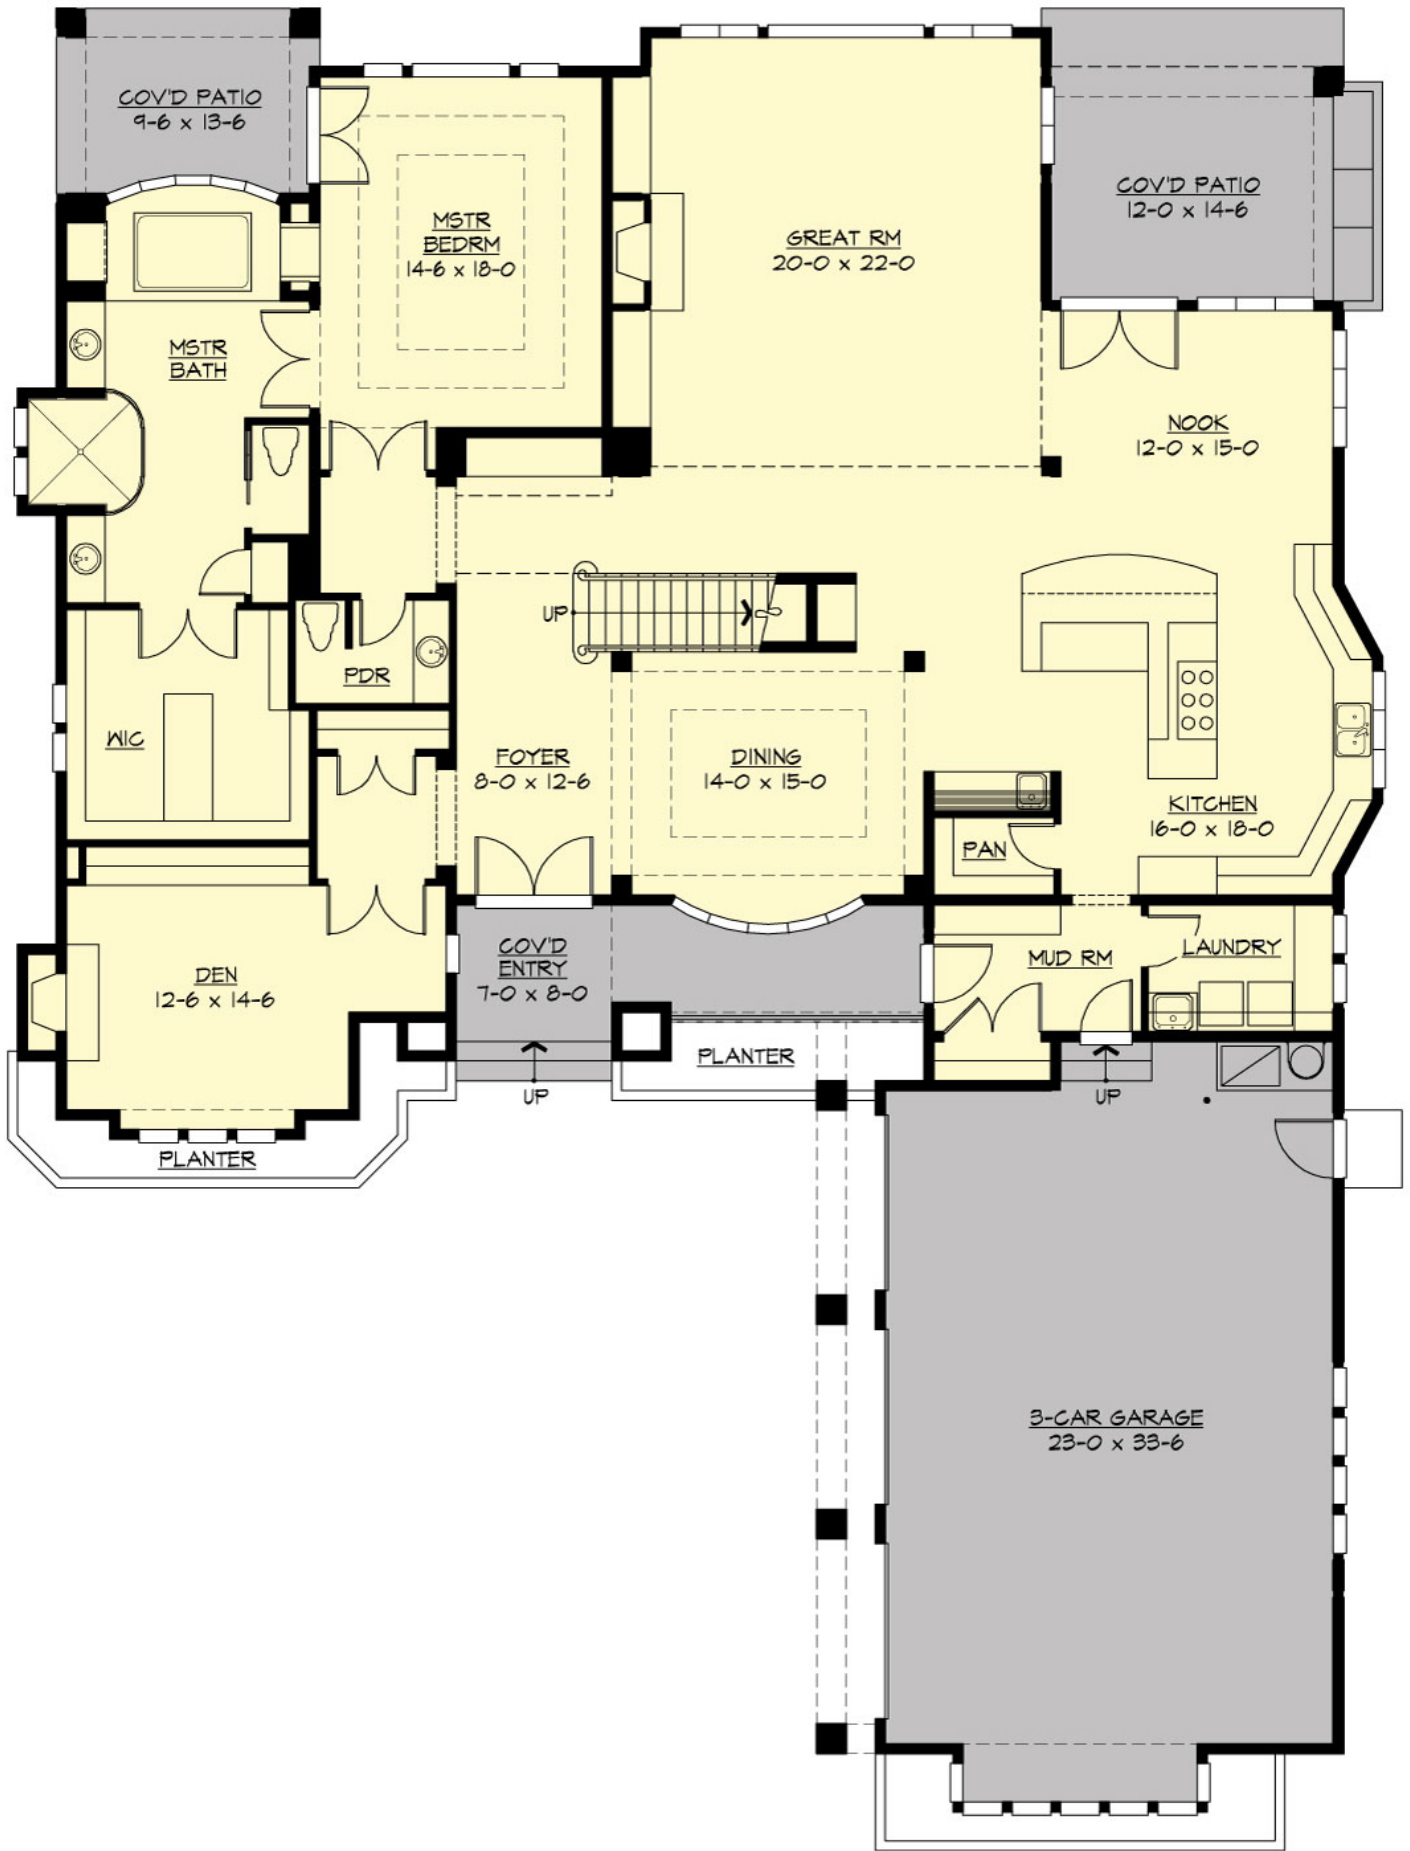 COV'D PATIO
9-6 x 13-6
MSTR
BEDRM
14-6 x 18-0
GREAT RM
20-0 x 22-0
COV'D PATIO
12-0 x 14-6
MSTR
BATH
NOOK
12-0 x 15-0
UP
PDR
WIC
FOYER
8-0 x 12-6
DINING
14-0 x 15-0
KITCHEN
16-0 x 18-0
PAN
DEN
12-6 x 14-6
COV'D
ENTRY
7-0 x 8-0
MUD RM
LAUNDRY
PLANTER
UP
UP
PLANTER
3-CAR GARAGE
23-0 x 33-6